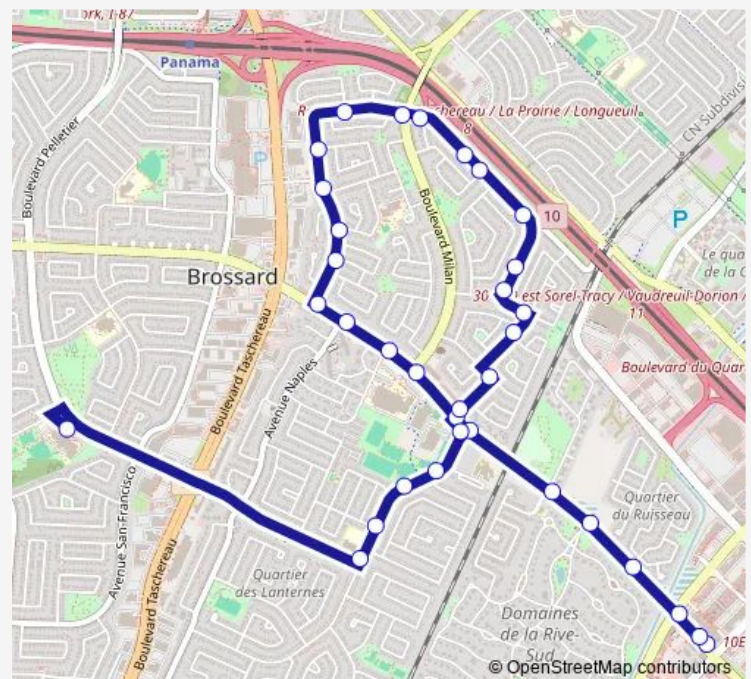 ork, I-87
Panama
chereau / La Prairie / Longueuil
8
CN Subdivis
Boulevard Pelletier
Boulevard Milan
10
P
P
Le qua
de la C
Brossard
30
est Sorel-Tracy / Vaudreuil-Dorion /
11
Boulevard Taschereau
Avenue Naples
Boulevard du Quar
Avenue San-Francisco
Quartier
du Ruisseau
Quartier
des Lanternes
Boulevard Taschereau
Domaines
de la Rive-
Sud
10E
© OpenStreetMap contributors